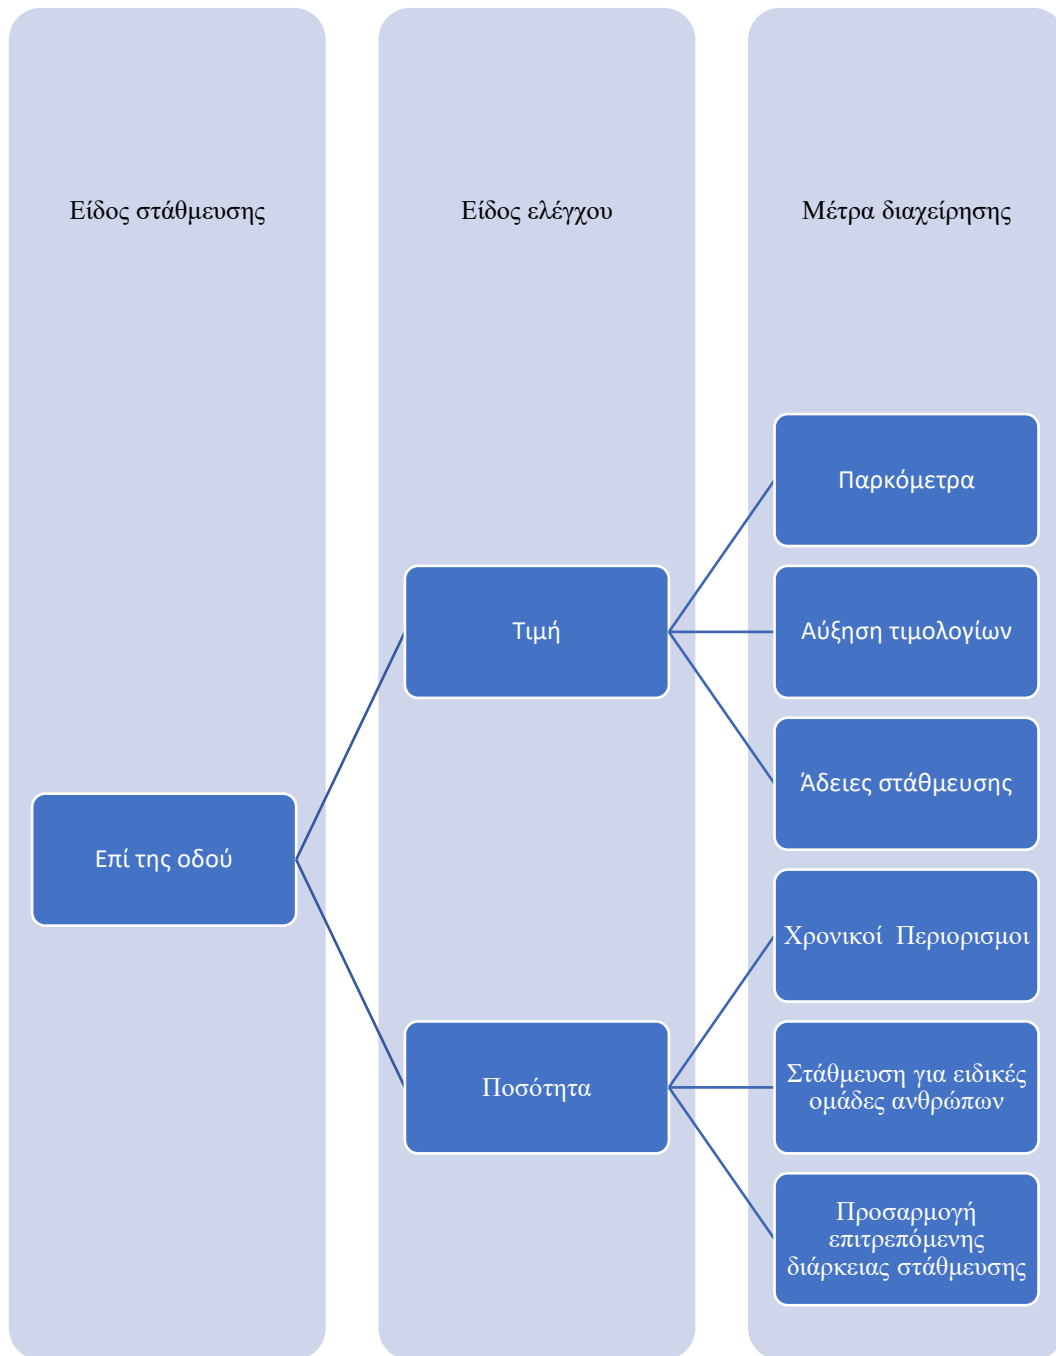 Είδος στάθμευσης
Είδος ελέγχου
Μέτρα διαχείρησης
Επί της οδού
Τιμή
Παρκόμετρα
Αύξηση τιμολογίων
Άδειες στάθμευσης
Ποσότητα
Χρονικοί  Περιορισμοι
Στάθμευση για ειδικές
ομάδες ανθρώπων
Προσαρμογή
επιτρεπόμενης
διάρκειας στάθμευσης